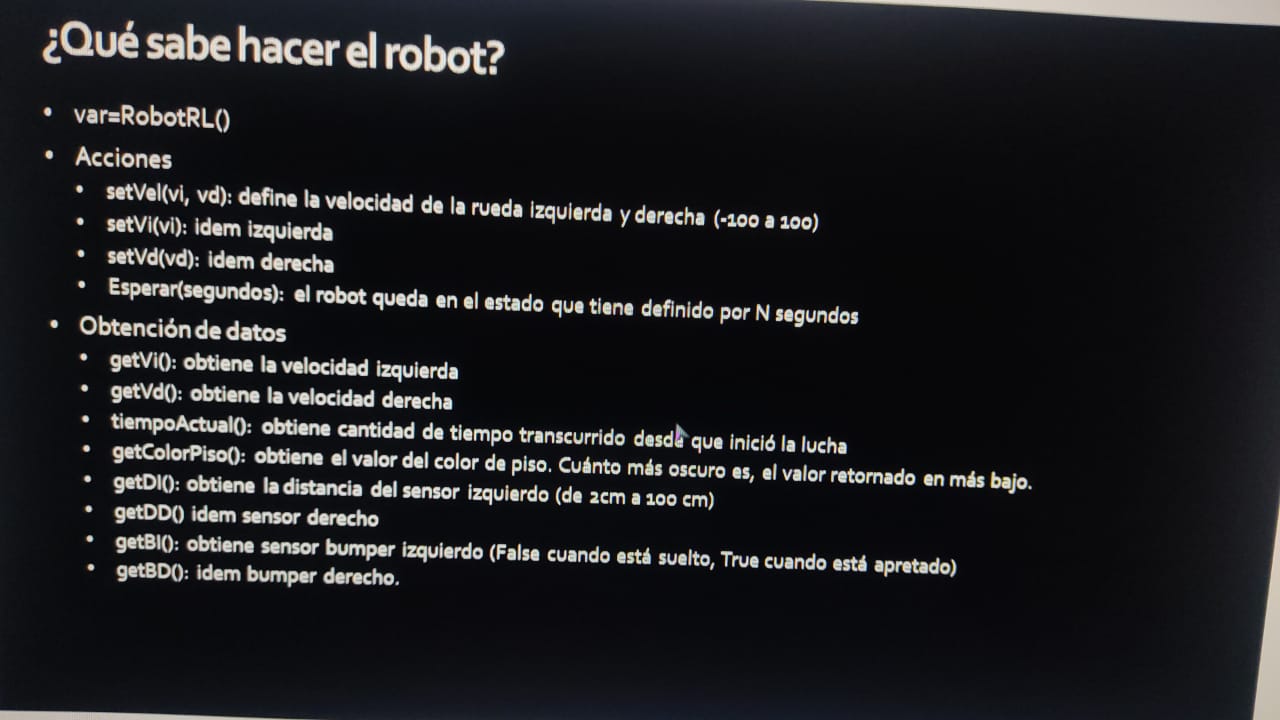 ¿Qué sabe hacer el robot?
• var=RobotRL()
• Acciones
• setVel(vi, vd): define la velocidad de la rueda izquierda y derecha (-100 a 100)
• setVi(vi): idem izquierda
• setVd(vd): idem derecha
• Esperar(segundos): el robot queda en el estado que tiene definido por N segundos
• Obtención de datos
• getVi(): obtiene la velocidad izquierda
• getVd(): obtiene la velocidad derecha
• tiempoActual(): obtiene cantidad de tiempo transcurrido desde que inició la lucha
• getColorPiso(): obtiene el valor del color de piso. Cuánto más oscuro es, el valor retornado en más bajo.
• getDI(): obtiene la distancia del sensor izquierdo (de 2cm a 100 cm)
• getDD() idem sensor derecho
• getBI(): obtiene sensor bumper izquierdo (False cuando está suelto, True cuando está apretado)
• getBD(): idem bumper derecho.